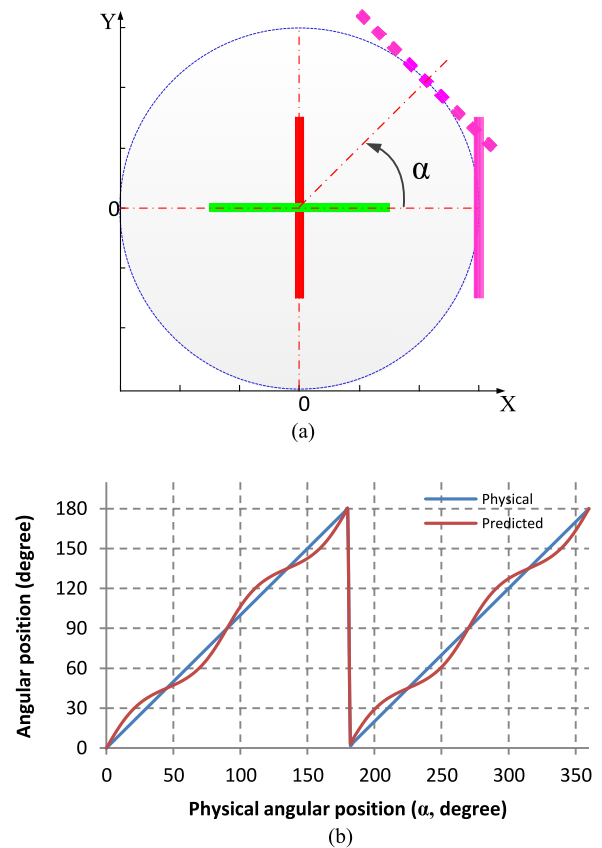 Y
α
0
0
X
(a)
Angular position (degree)
180
150
120
90
60
30
0
Physical
Predicted
0 50 100 150 200 250 300 350
Physical angular position (α, degree)
(b)